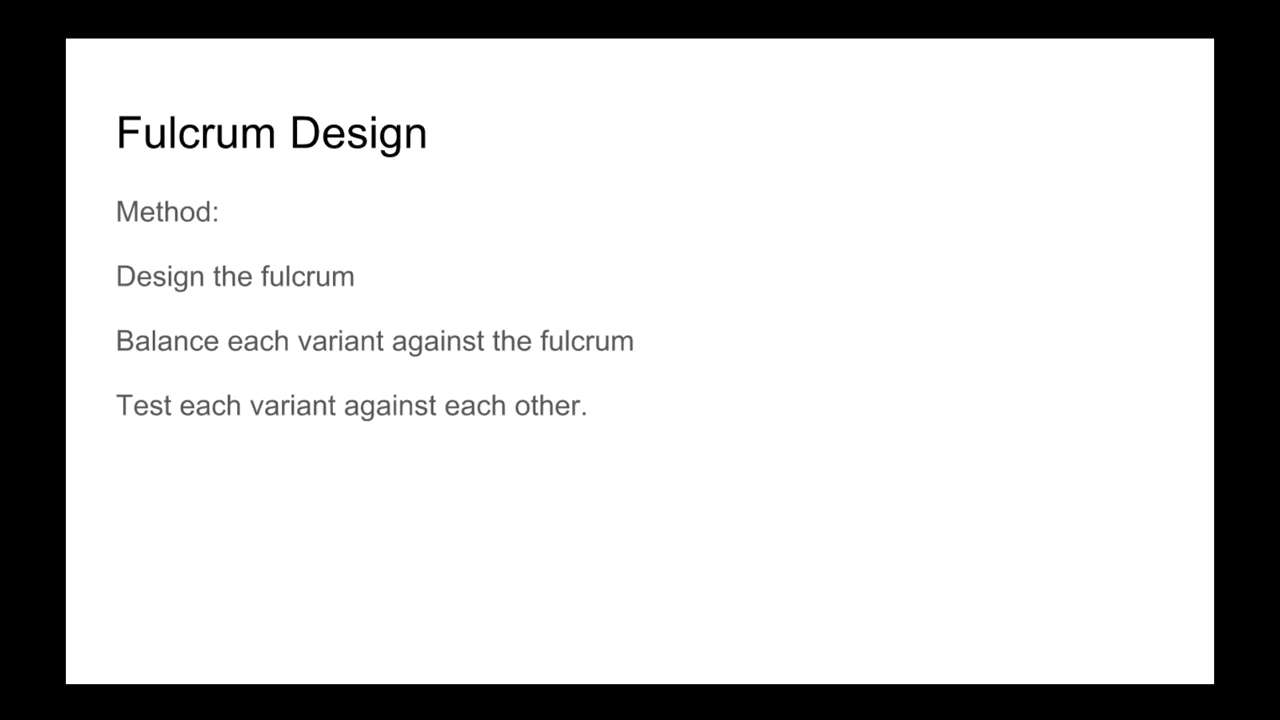 Fulcrum Design
Method:
Design the fulcrum
Balance each variant against the fulcrum
Test each variant against each other.